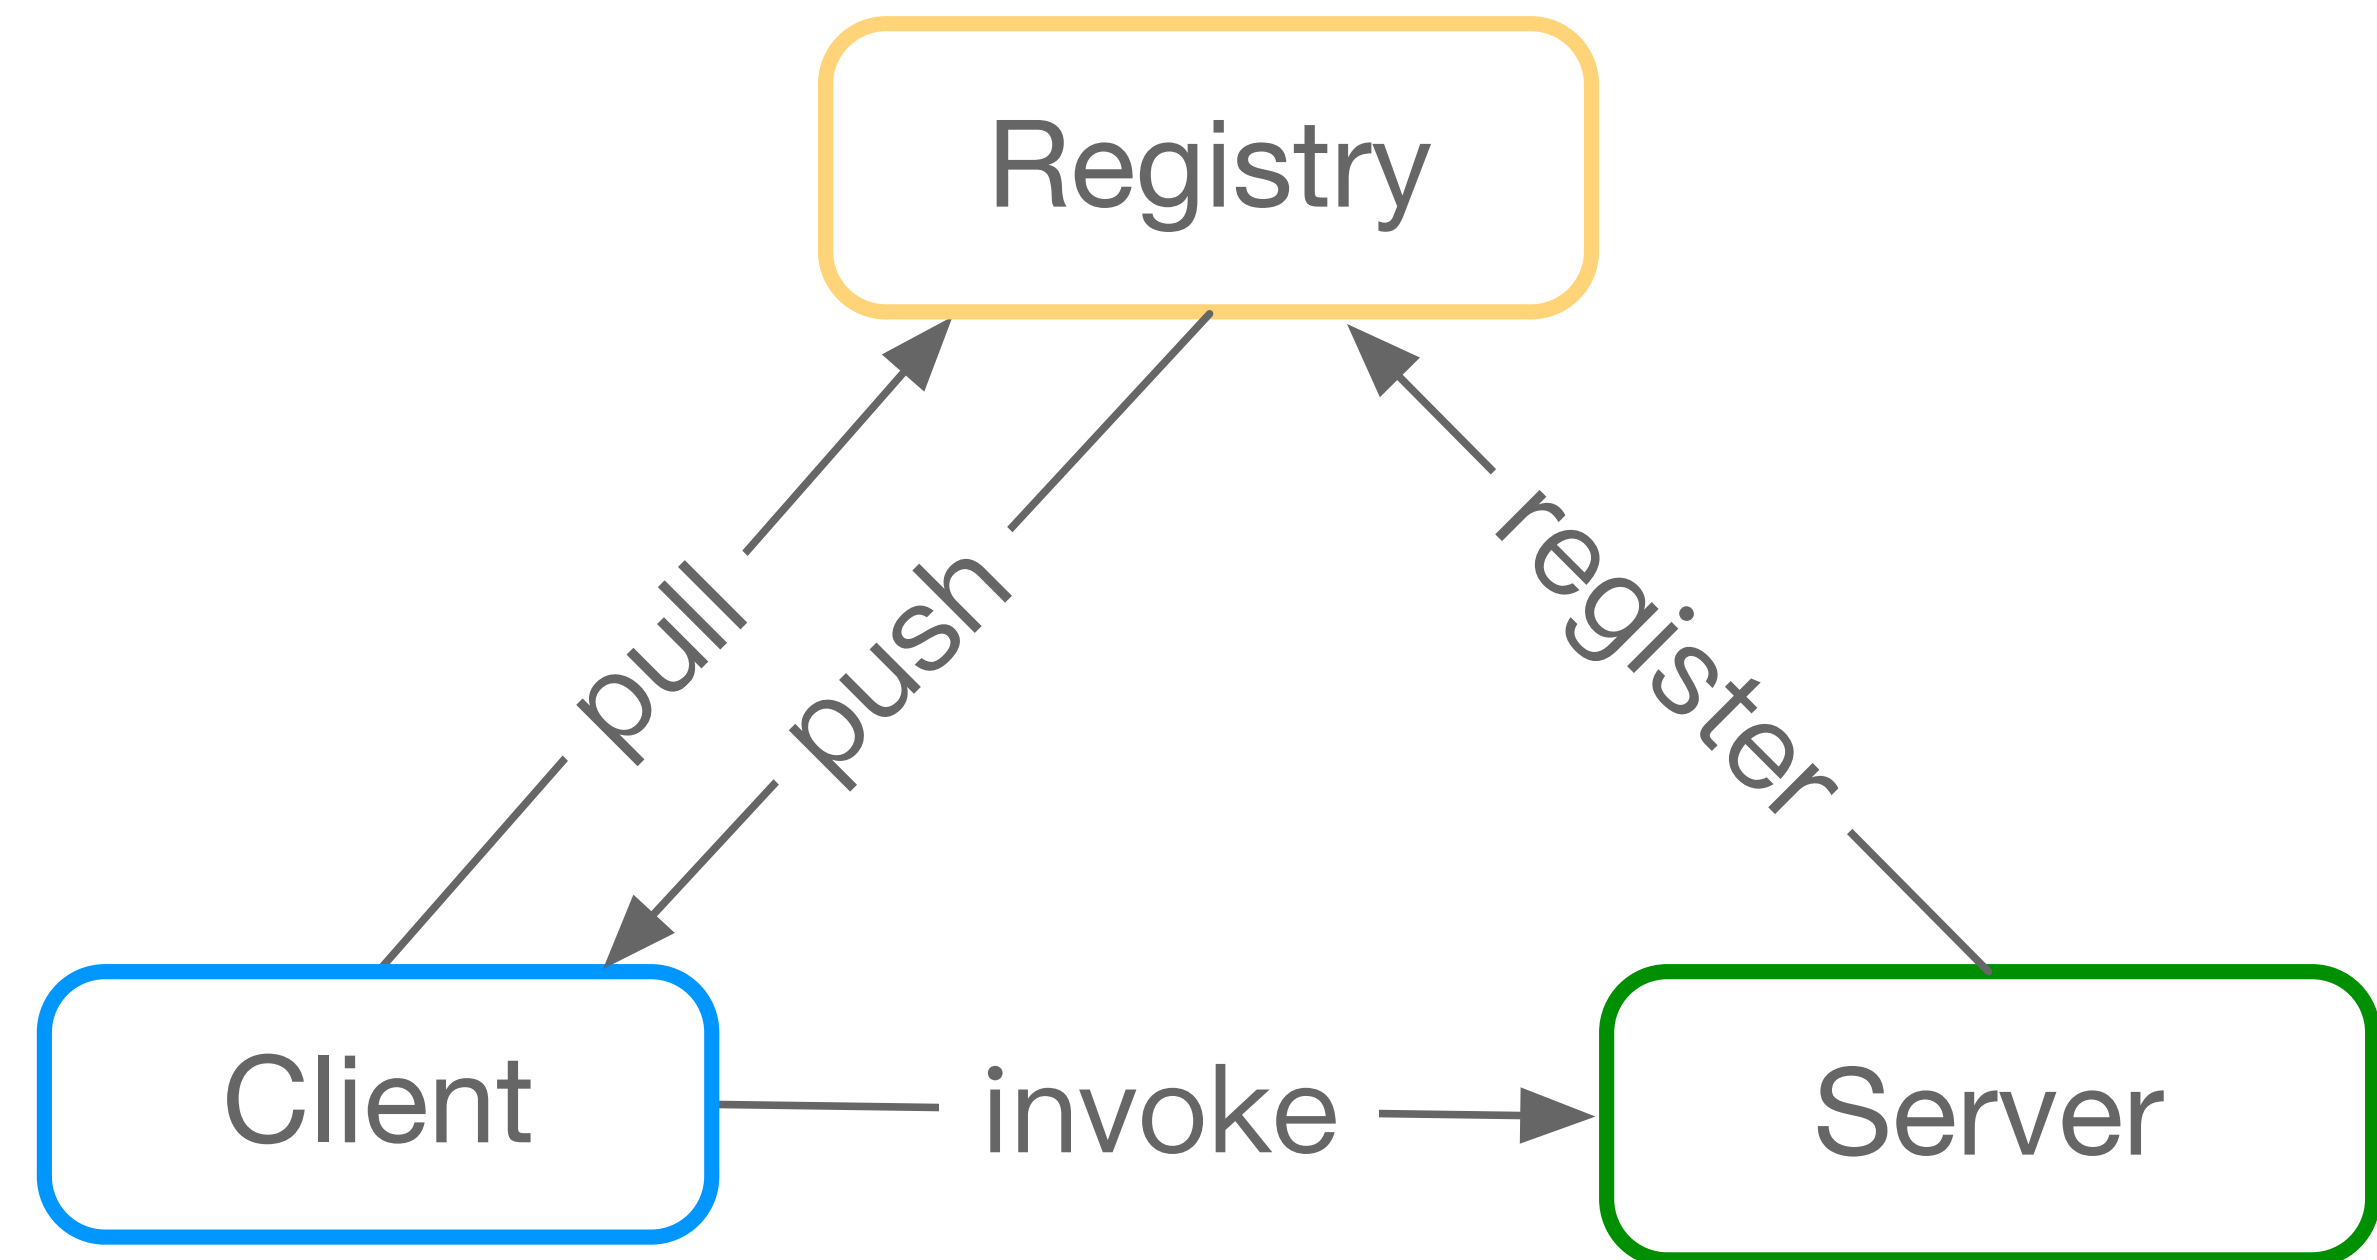 Registry
pull
push
register
Client
invoke
Server